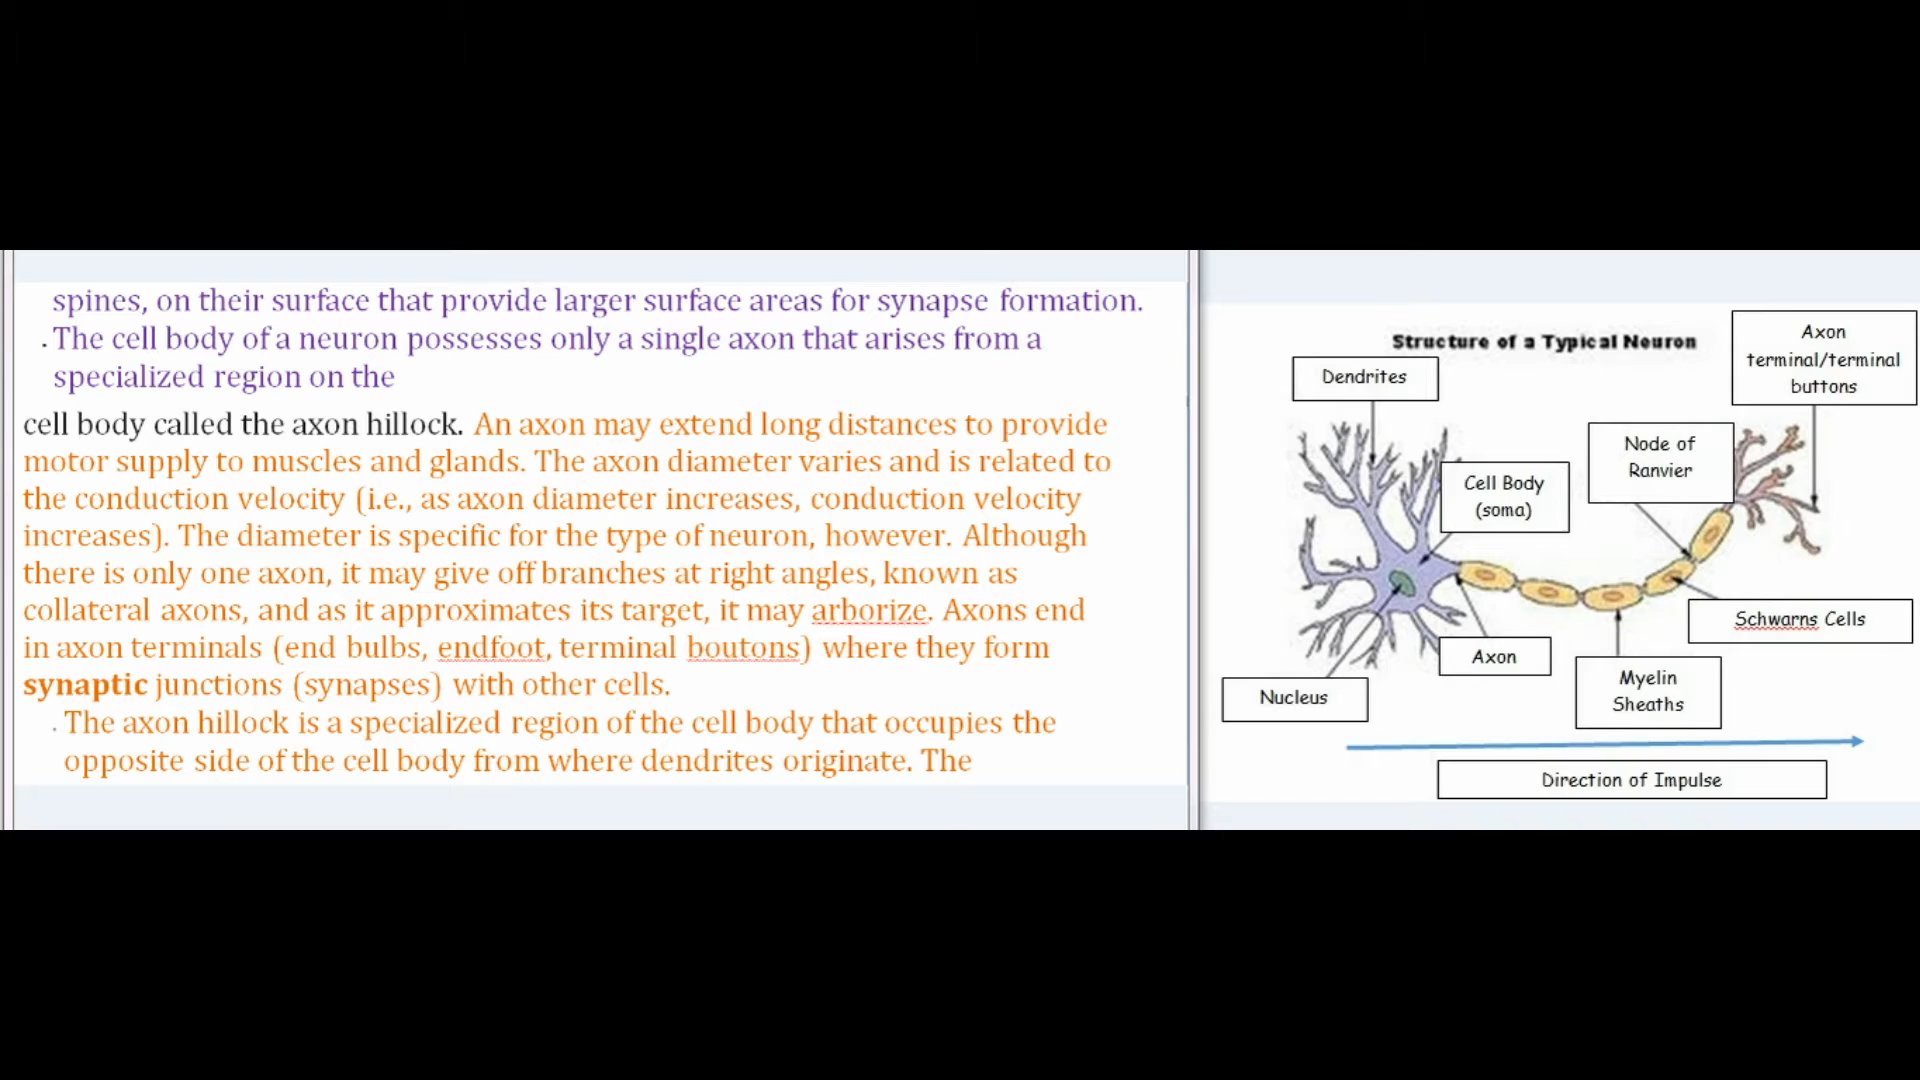 spines, on their surface that provide larger surface areas for synapse formation.
. The cell body of a neuron possesses only a single axon that arises from a
specialized region on the
cell body called the axon hillock. An axon may extend long distances to provide
motor supply to muscles and glands. The axon diameter varies and is related to
the conduction velocity (i.e., as axon diameter increases, conduction velocity
increases). The diameter is specific for the type of neuron, however. Although
there is only one axon, it may give off branches at right angles, known as
collateral axons, and as it approximates its target, it may arborize. Axons end
in axon terminals (end bulbs, endfoot, terminal boutons) where they form
synaptic junctions (synapses) with other cells.
. The axon hillock is a specialized region of the cell body that occupies the
opposite side of the cell body from where dendrites originate. The
Structure of a Typical Neuron
Axon
terminal/terminal
buttons
Dendrites
Node of
Ranvier
Cell Body
(soma)
Schwarns Cells
Axon
Myelin
Sheaths
Nucleus
Direction of Impulse